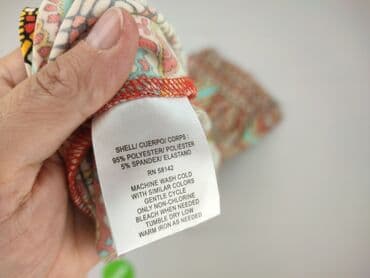 SHELL/ CUERPO/ CORPS :
95% POLYESTER/ POLIESTER
5% SPANDEX/ ELASTANO
RN 58142
MACHINE WASH COLD
WITH SIMILAR COLORS
GENTLE CYCLE
ONLY NON-CHLORINE
BLEACH WHEN NEEDED
TUMBLE DRY LOW
WARM IRON AS NEEDED